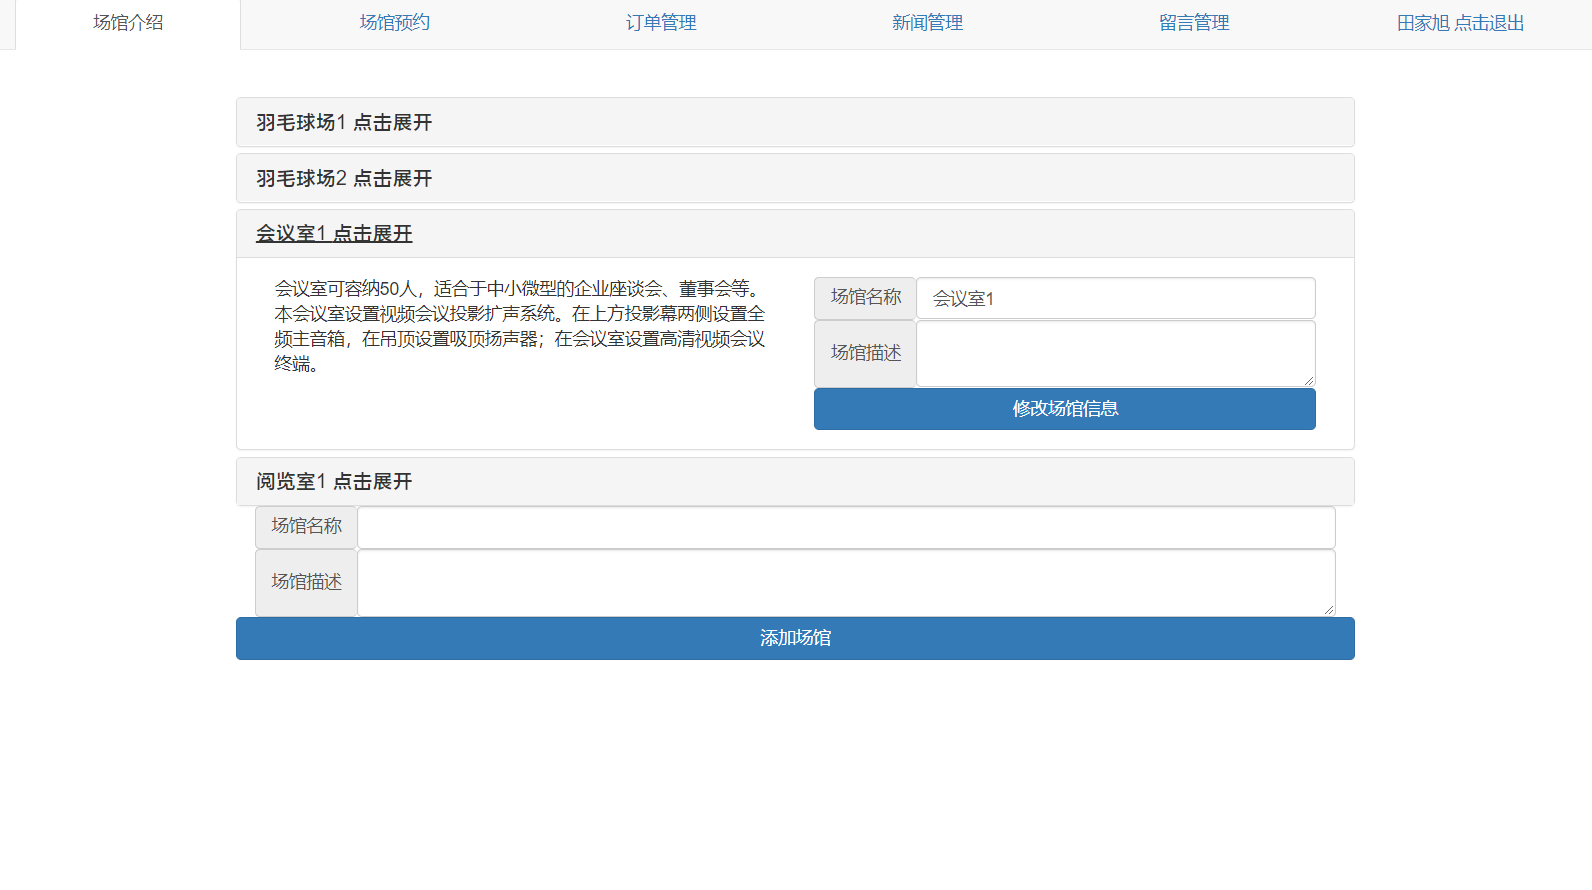 场馆介绍 场馆预约 订单管理 新闻管理 留言管理 田家旭 点击退出
羽毛球场1 点击展开
羽毛球场2 点击展开
会议室1 点击展开
会议室可容纳50人，适合于中小微型的企业座谈会、董事会等。
本会议室设置视频会议投影扩声系统。在上方投影幕两侧设置全
频主音箱，在吊顶设置吸顶扬声器；在会议室设置高清视频会议
终端。
场馆名称 会议室1
场馆描述
修改场馆信息
阅览室1 点击展开
场馆名称
场馆描述
添加场馆